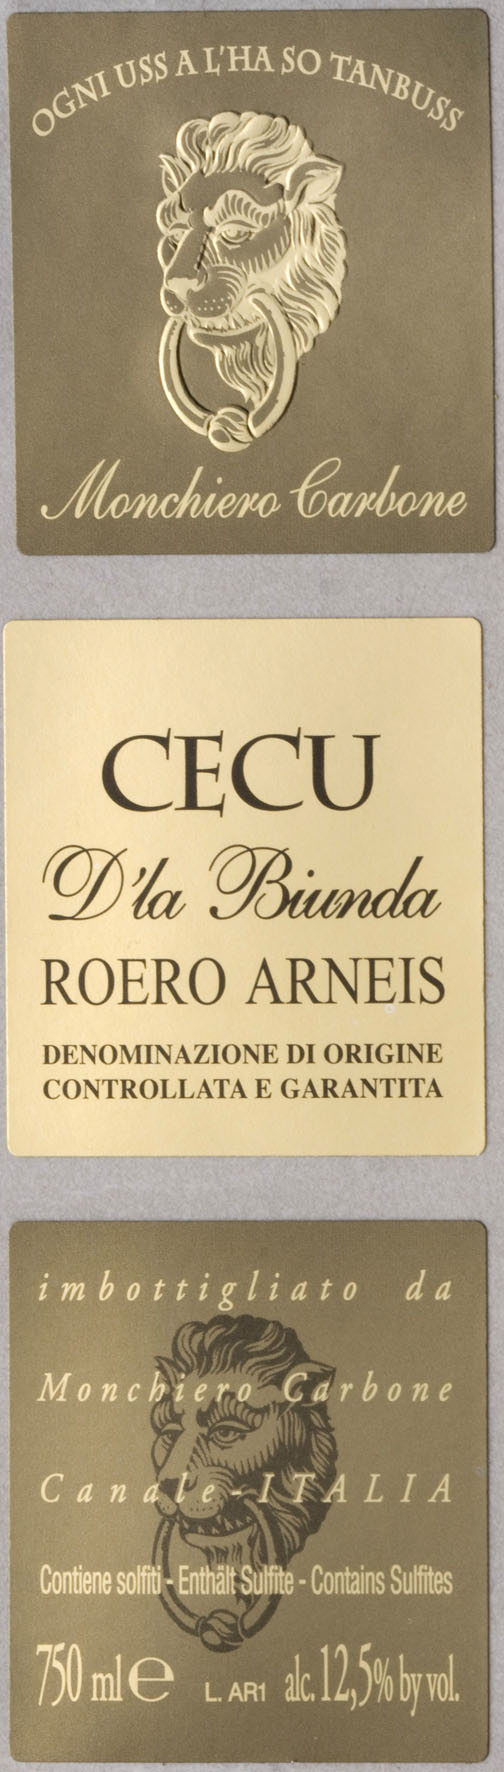 OGNI USS A L'HA SO TANBUSS
Monchiero Carbone
CECU
D'la Biunda
ROERO ARNEIS
DENOMINAZIONE DI ORIGINE
CONTROLLATA E GARANTITA
imbottigliato da
Monchiero Carbone
Canale-ITALIA
Contiene solfiti - Enthält Sulfite - Contains Sulfites
750 ml e L. AR1 alc. 12,5% by vol.